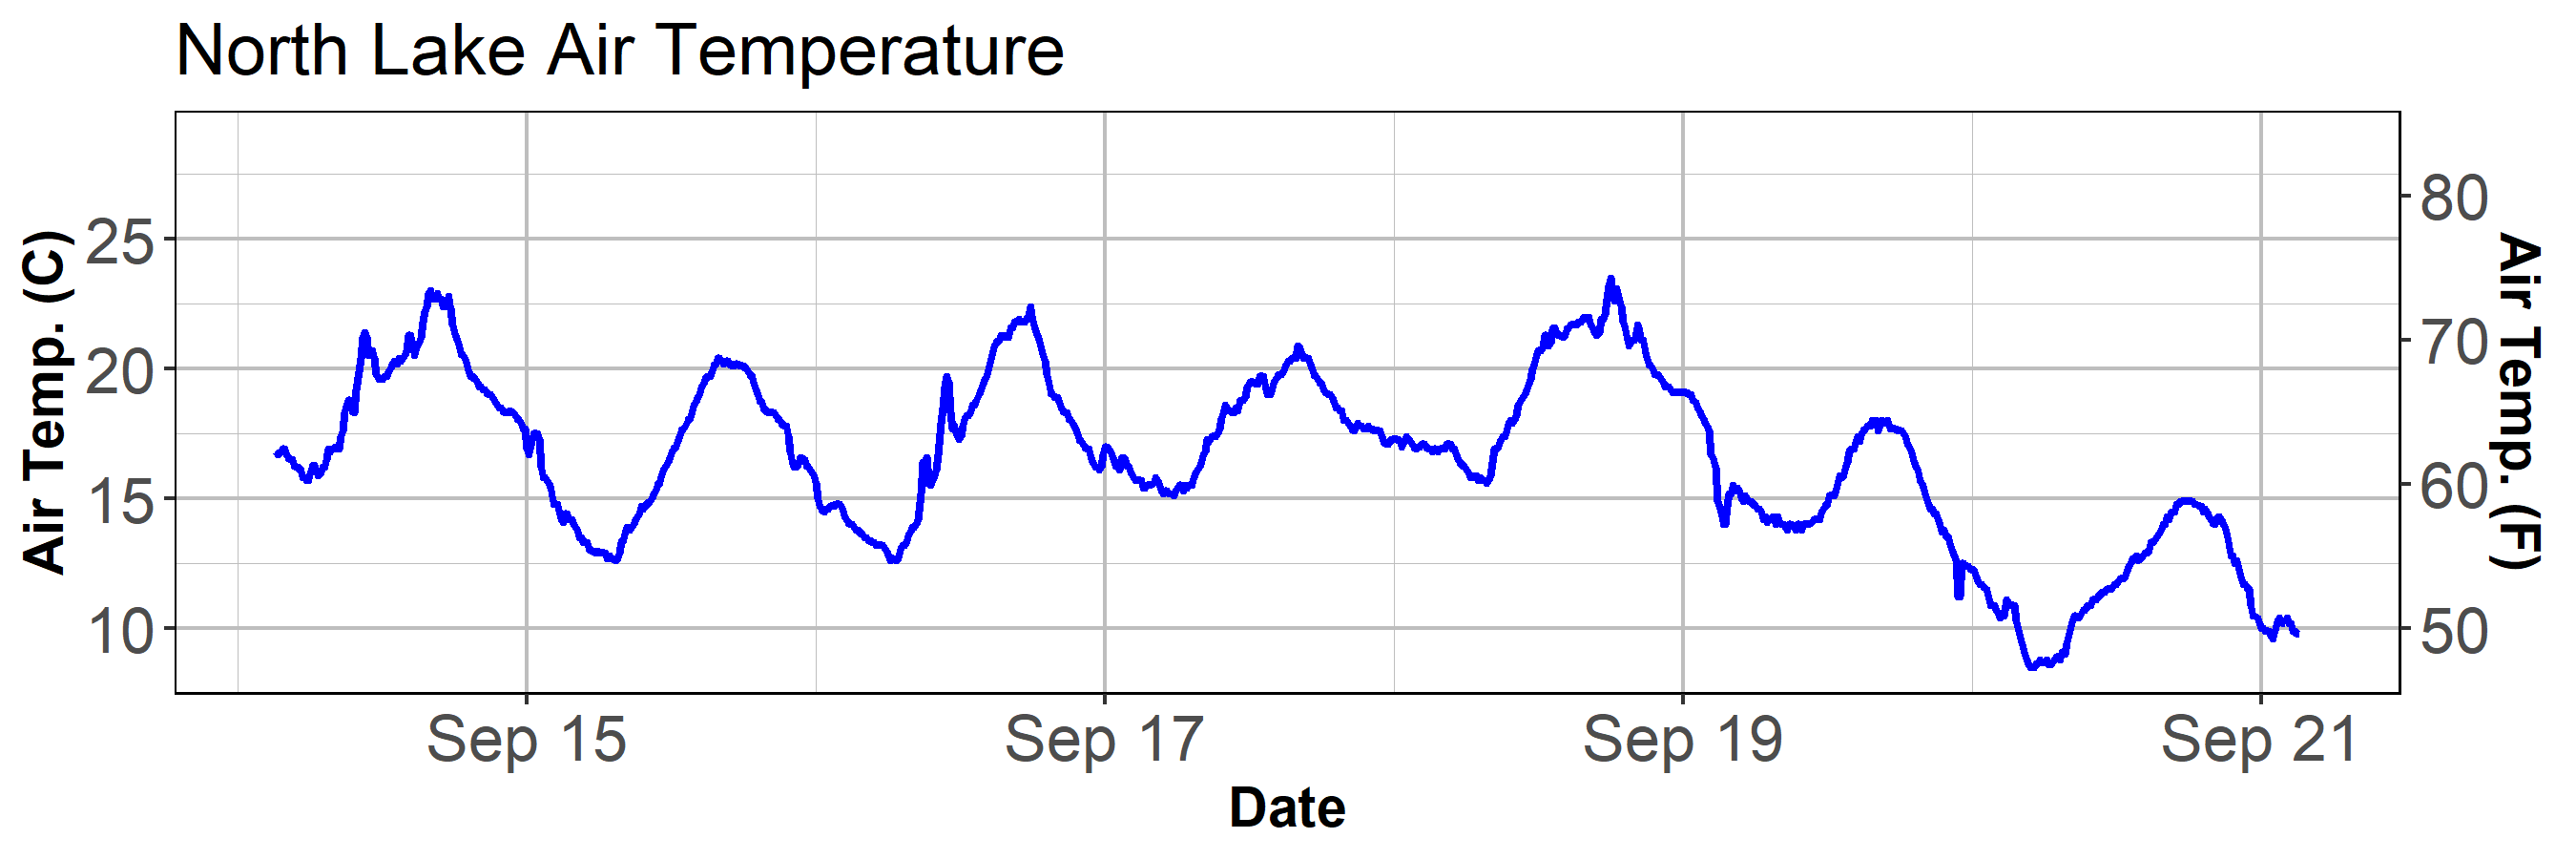 North Lake Air Temperature
Air Temp. (C)
25
20
15
10
80
70
60
50
Air Temp. (F)
Sep 15
Sep 17
Sep 19
Sep 21
Date